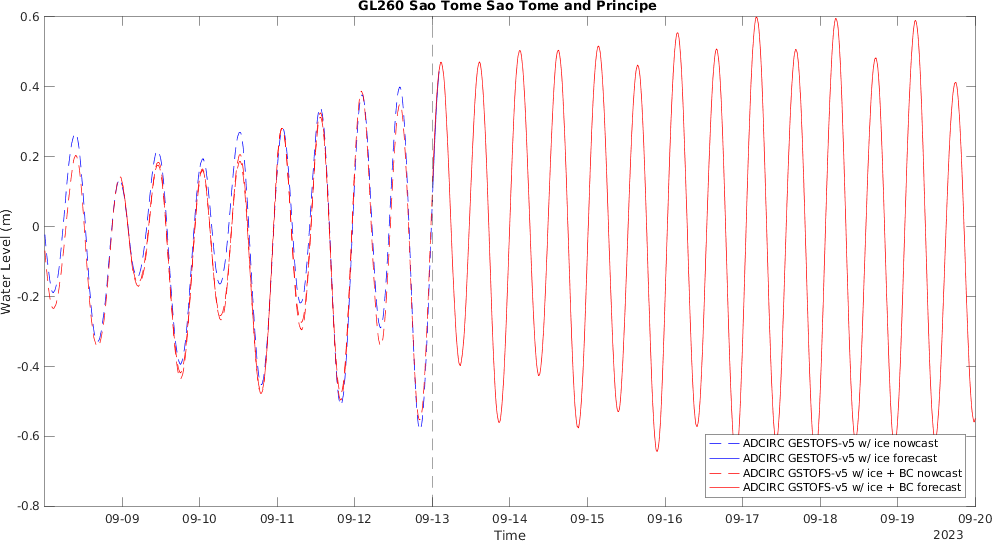 GL260 Sao Tome Sao Tome and Principe
0.6
0.4
0.2
0
-0.2
-0.4
-0.6
-0.8
Water Level (m)
ADCIRC GESTOFS-v5 w/ ice nowcast
ADCIRC GESTOFS-v5 w/ ice forecast
ADCIRC GSTOFS-v5 w/ ice + BC nowcast
ADCIRC GSTOFS-v5 w/ ice + BC forecast
09-09 09-10 09-11 09-12 09-13 09-14 09-15 09-16 09-17 09-18 09-19 09-20
Time
2023